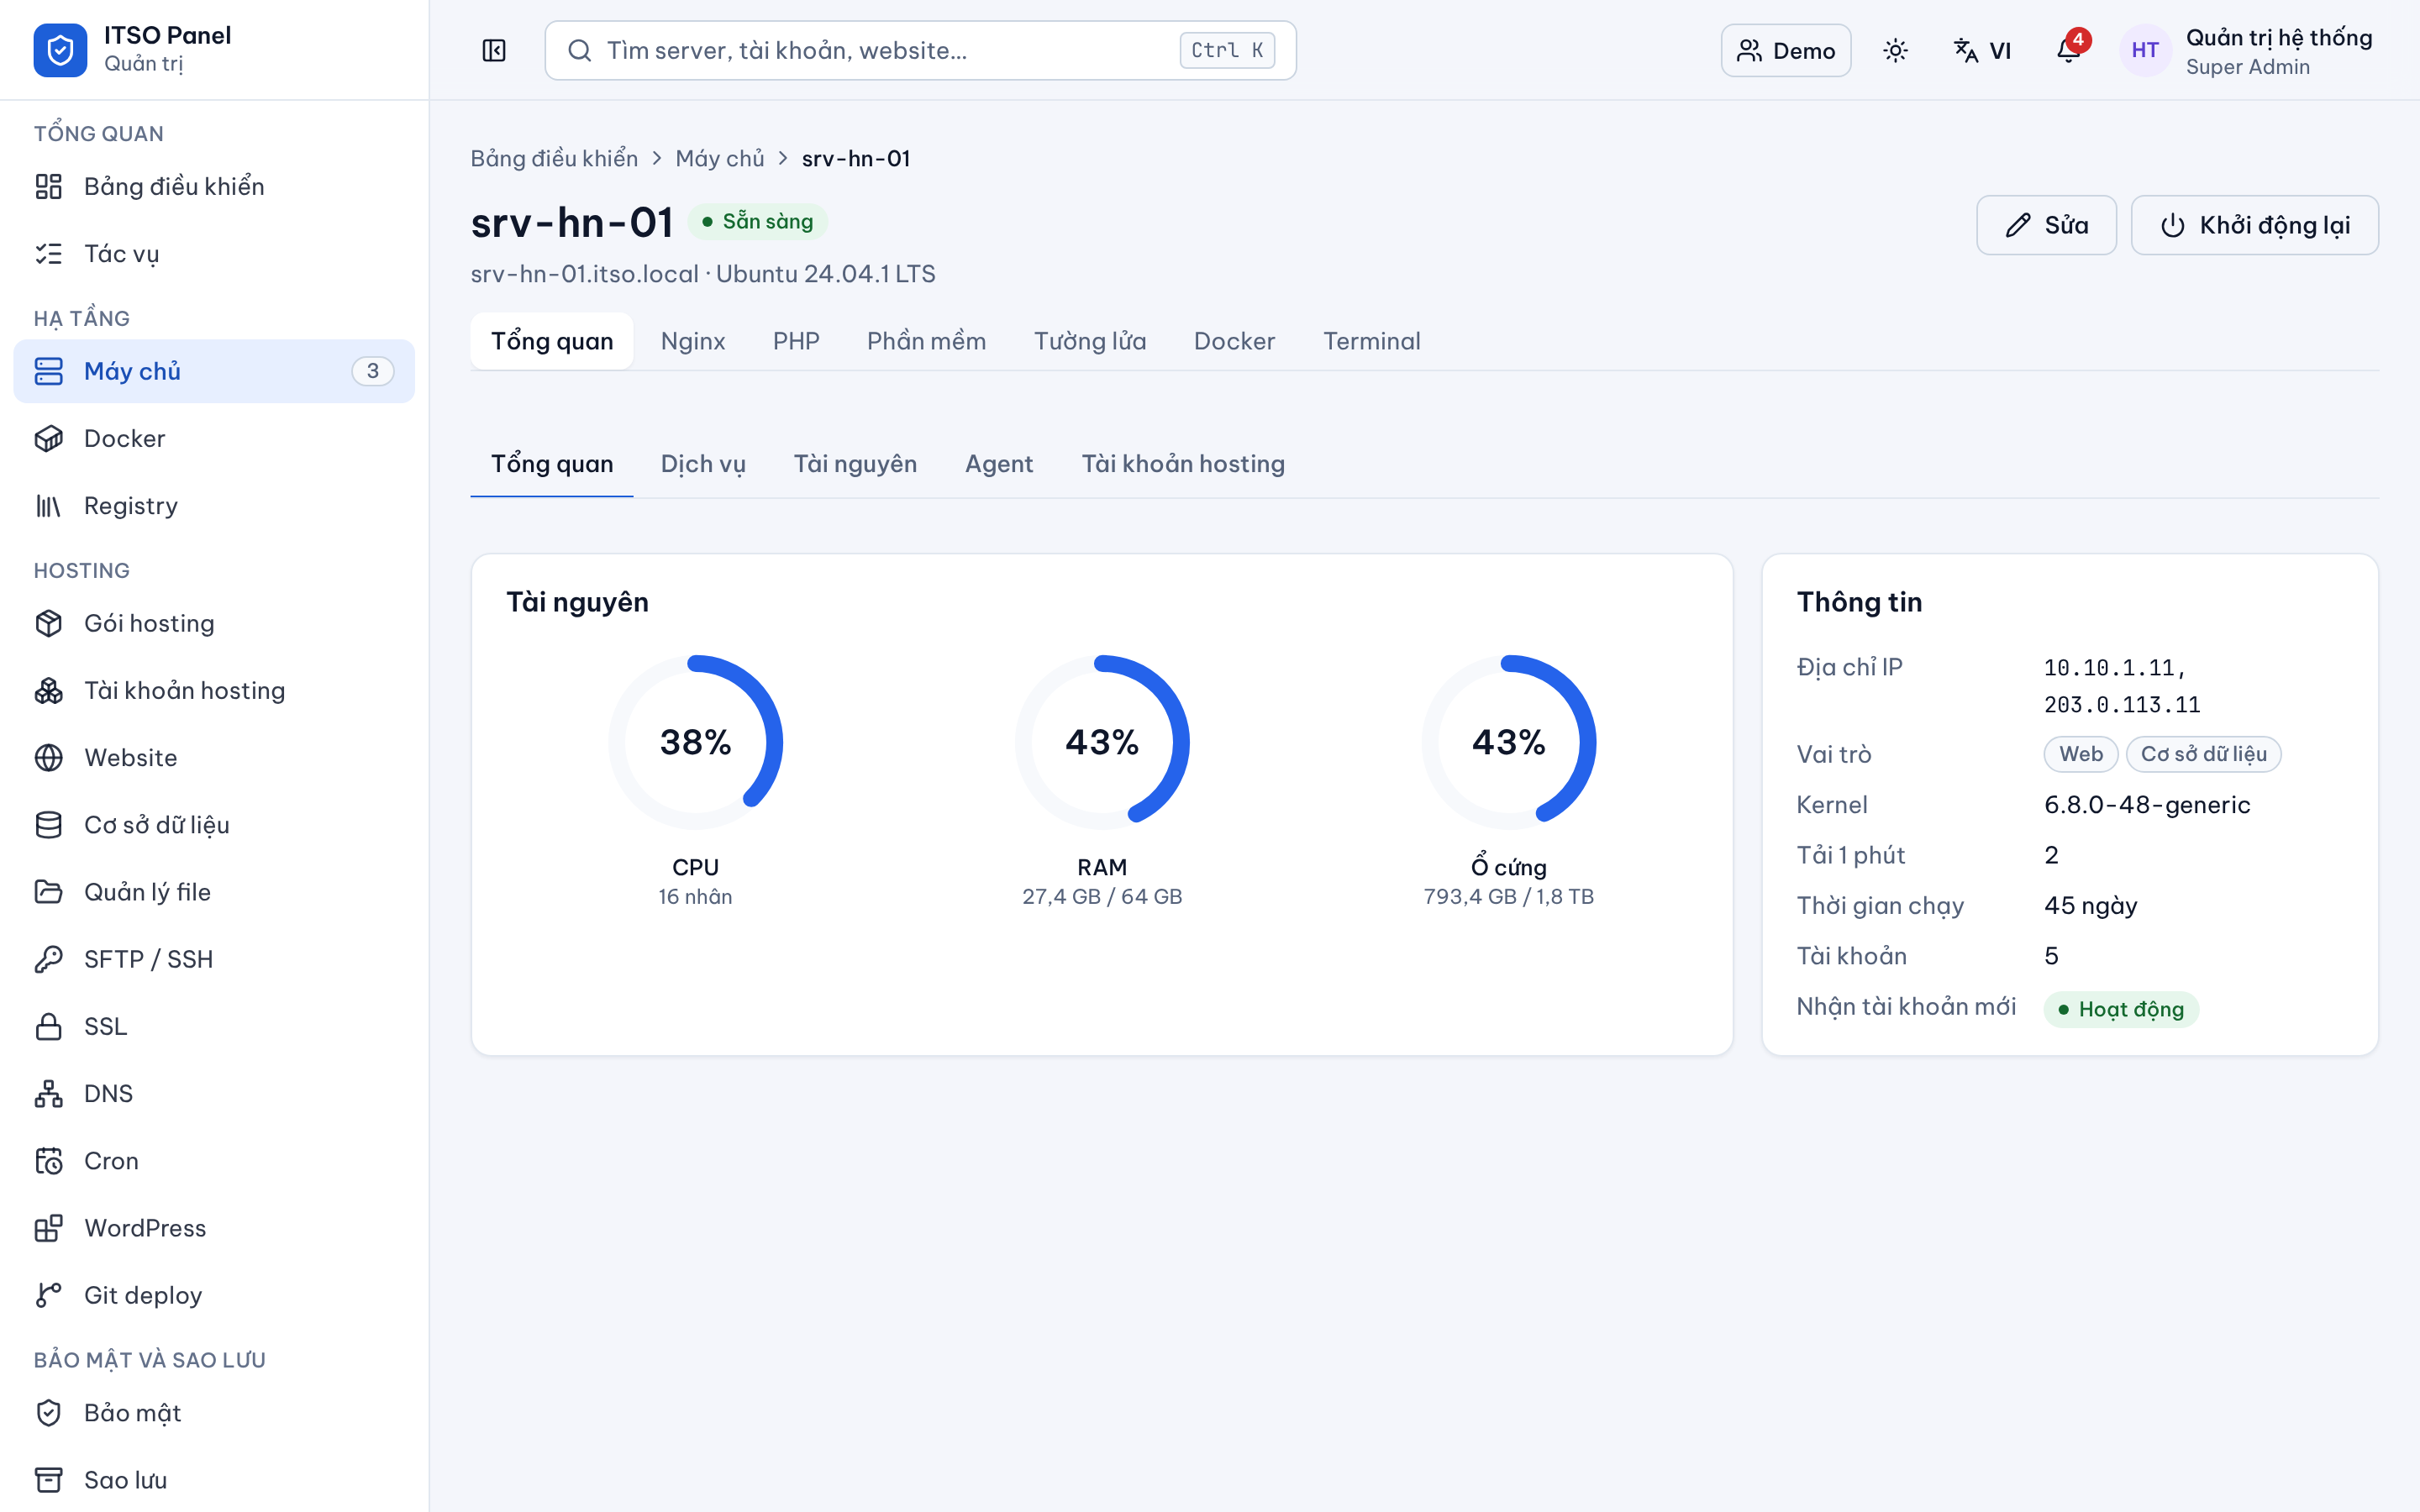 ITSO Panel
Quản trị
Tìm server, tài khoản, website...
Ctrl K
Demo
VI
4
HT
Quản trị hệ thống
Super Admin
TỔNG QUAN
Bảng điều khiển
Tác vụ
HẠ TẦNG
Máy chủ
3
Docker
Registry
HOSTING
Gói hosting
Tài khoản hosting
Website
Cơ sở dữ liệu
Quản lý file
SFTP / SSH
SSL
DNS
Cron
WordPress
Git deploy
BẢO MẬT VÀ SAO LƯU
Bảo mật
Sao lưu
Bảng điều khiển > Máy chủ > srv-hn-01
srv-hn-01
Sẵn sàng
srv-hn-01.itso.local · Ubuntu 24.04.1 LTS
Sửa
Khởi động lại
Tổng quan Nginx PHP Phần mềm Tường lửa Docker Terminal
Tổng quan Dịch vụ Tài nguyên Agent Tài khoản hosting
Tài nguyên
38%
CPU
16 nhân
43%
RAM
27,4 GB / 64 GB
43%
Ổ cứng
793,4 GB / 1,8 TB
Thông tin
Địa chỉ IP 10.10.1.11,
203.0.113.11
Vai trò Web Cơ sở dữ liệu
Kernel 6.8.0-48-generic
Tải 1 phút 2
Thời gian chạy 45 ngày
Tài khoản 5
Nhận tài khoản mới Hoạt động